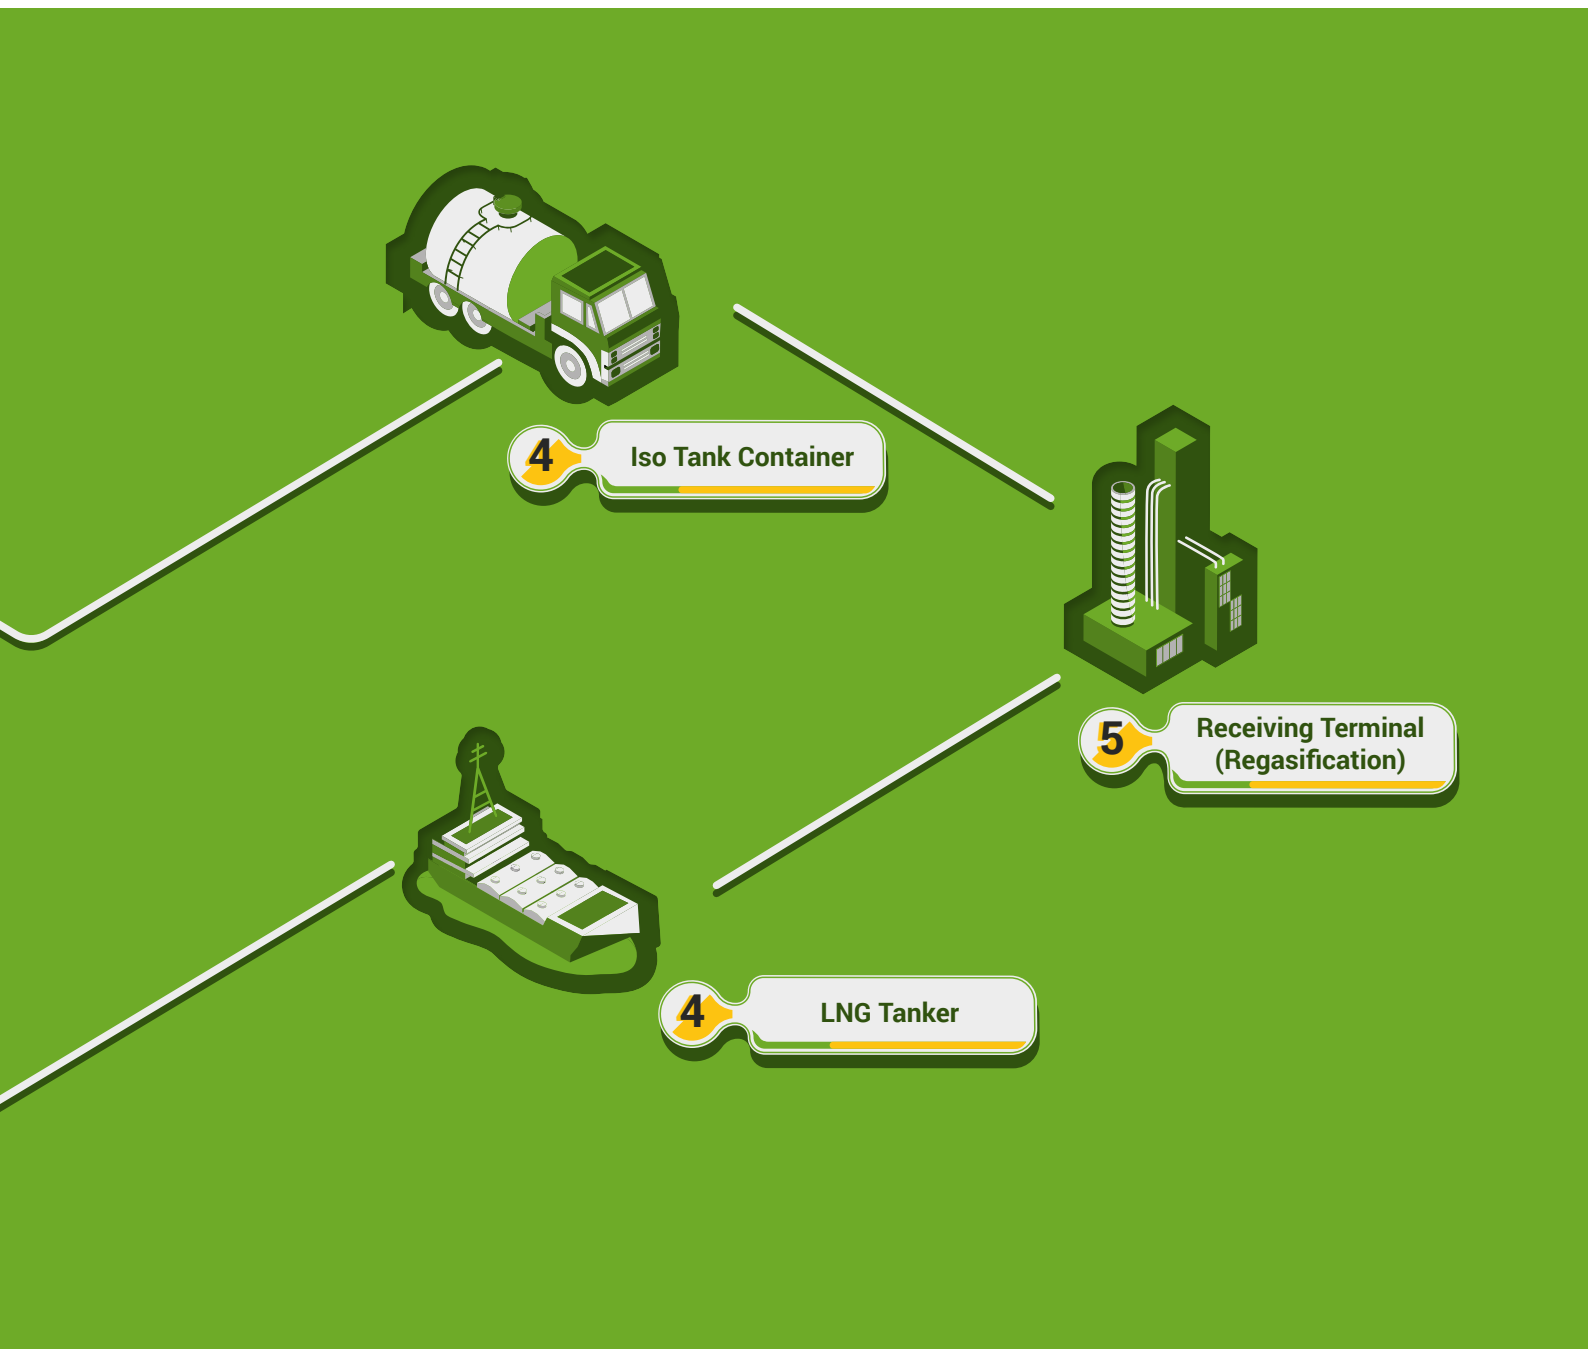 4
Iso Tank Container
5
Receiving Terminal
(Regasification)
4
LNG Tanker